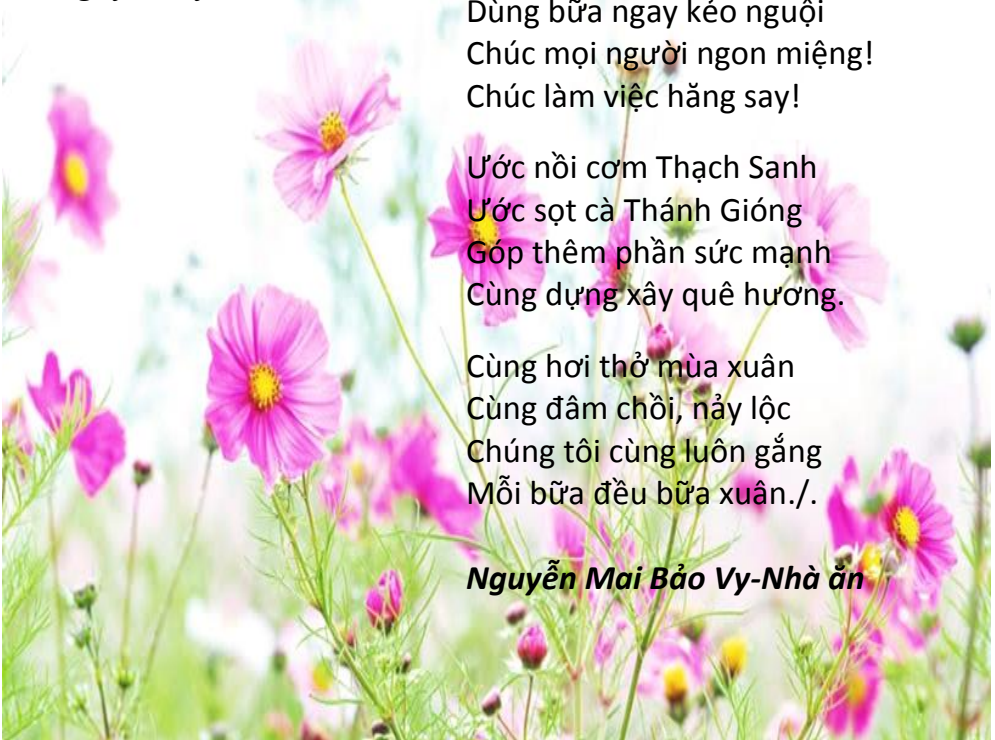 Dùng bữa ngay kẻo nguội
Chúc mọi người ngon miệng!
Chúc làm việc hăng say!
Ước nồi cơm Thạch Sanh
Ước sọt cà Thánh Gióng
Góp thêm phần sức mạnh
Cùng dựng xây quê hương.
Cùng hơi thở mùa xuân
Cùng đâm chồi, nảy lộc
Chúng tôi cùng luôn gắng
Mỗi bữa đều bữa xuân./.
Nguyễn Mai Bảo Vy-Nhà ăn